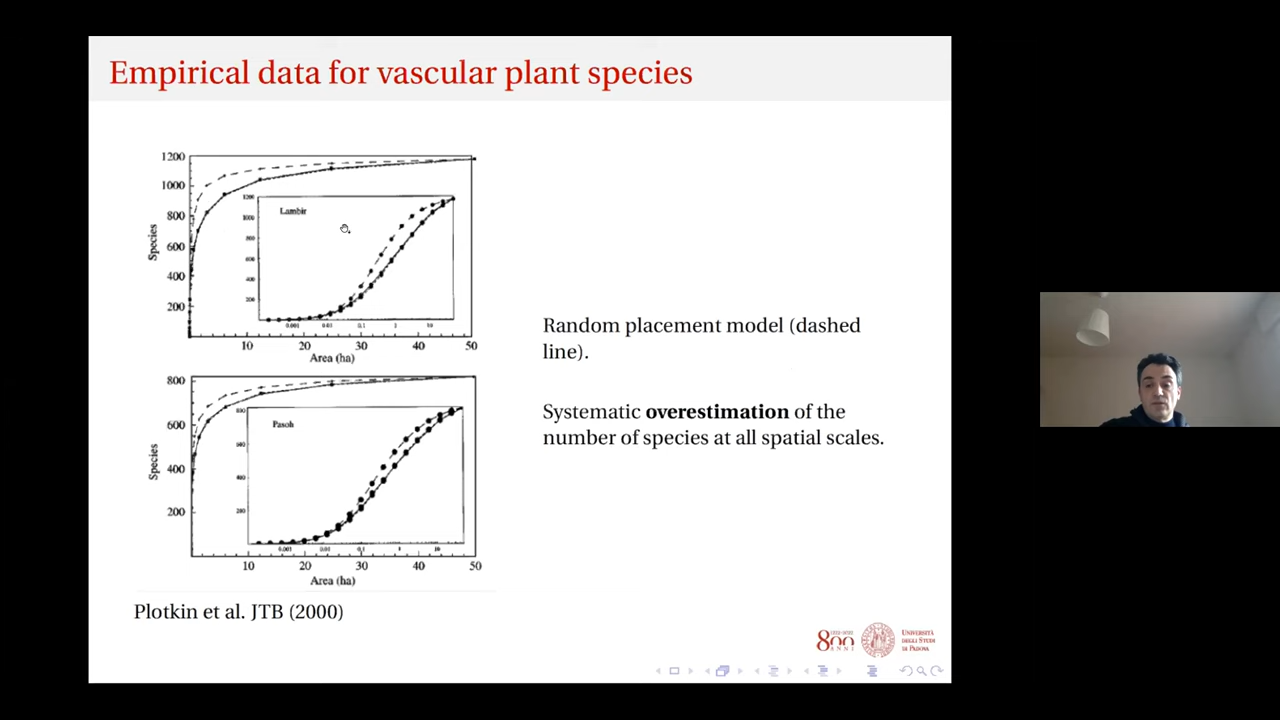 Empirical data for vascular plant species
1200
1000
800
600
400
200
Species
Lambir
1200
1000
800
600
400
200
0.001
0.01
0.1
1
10
10
20
30
40
50
Area (ha)
800
600
400
200
Species
Pasoh
800
600
400
200
0.001
0.01
0.1
1
10
10
20
30
40
50
Area (ha)
Plotkin et al. JTB (2000)
Random placement model (dashed
line).
Systematic overestimation of the
number of species at all spatial scales.
1222-2022
800
ANNI
UNIVERSITÀ
DEGLI STUDI
DI PADOVA